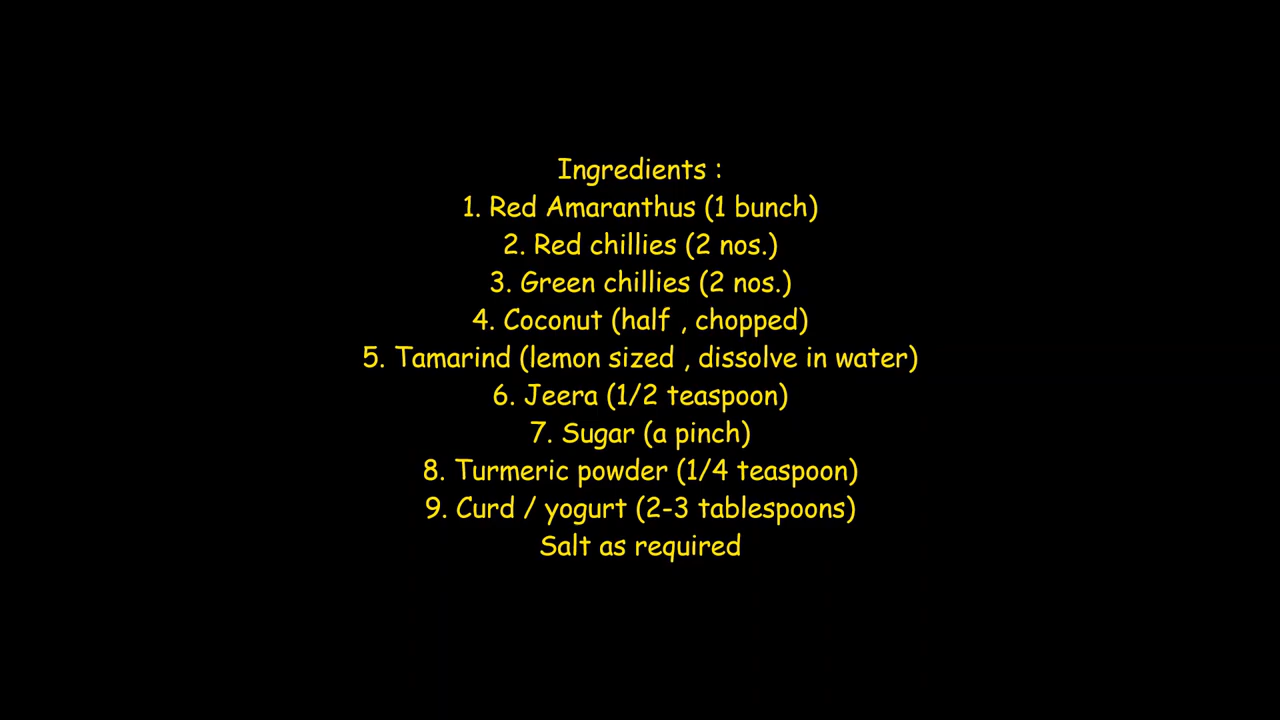 Ingredients :
1. Red Amaranthus (1 bunch)
2. Red chillies (2 nos.)
3. Green chillies (2 nos.)
4. Coconut (half , chopped)
5. Tamarind (lemon sized , dissolve in water)
6. Jeera (1/2 teaspoon)
7. Sugar (a pinch)
8. Turmeric powder (1/4 teaspoon)
9. Curd / yogurt (2-3 tablespoons)
Salt as required